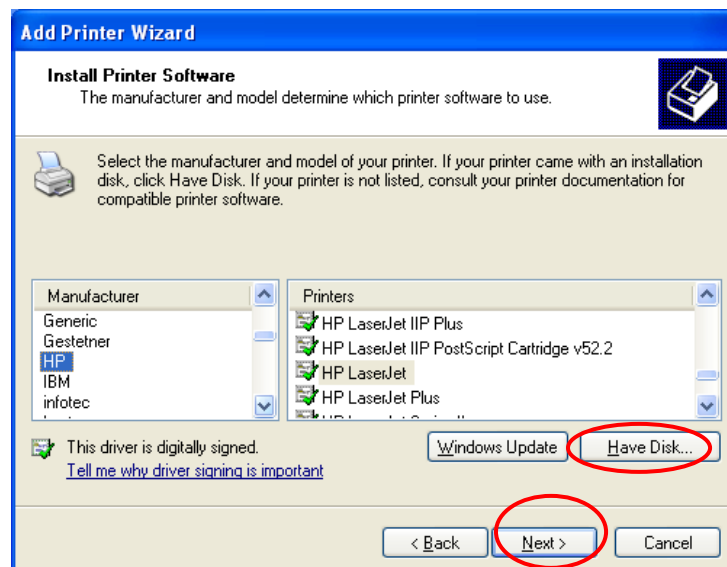 Add Printer Wizard
Install Printer Software
The manufacturer and model determine which printer software to use.
Select the manufacturer and model of your printer. If your printer came with an installation
disk, click Have Disk. If your printer is not listed, consult your printer documentation for
compatible printer software.
Manufacturer
Generic
Gestetner
HP
IBM
infotec
Printers
HP LaserJet IIP Plus
HP LaserJet IIP PostScript Cartridge v52.2
HP LaserJet
HP LaserJet Plus
This driver is digitally signed.
Tell me why driver signing is important
Windows Update
Have Disk...
< Back
Next >
Cancel